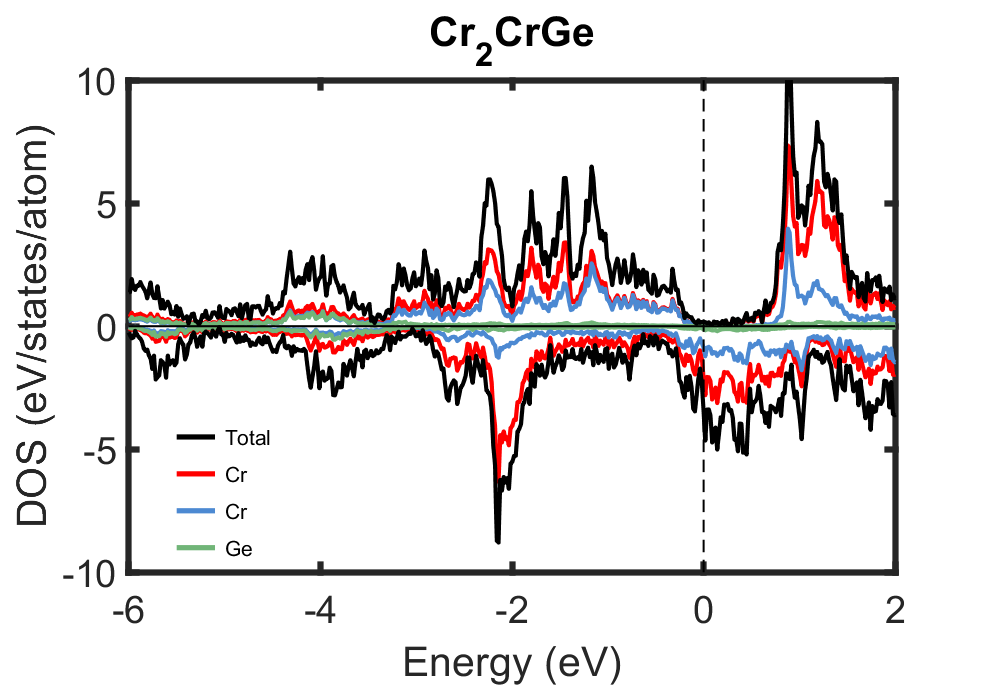 Cr2CrGe
10
5
0
-5
-10
DOS (eV/states/atom)
Total
Cr
Cr
Ge
-6 -4 -2 0 2
Energy (eV)